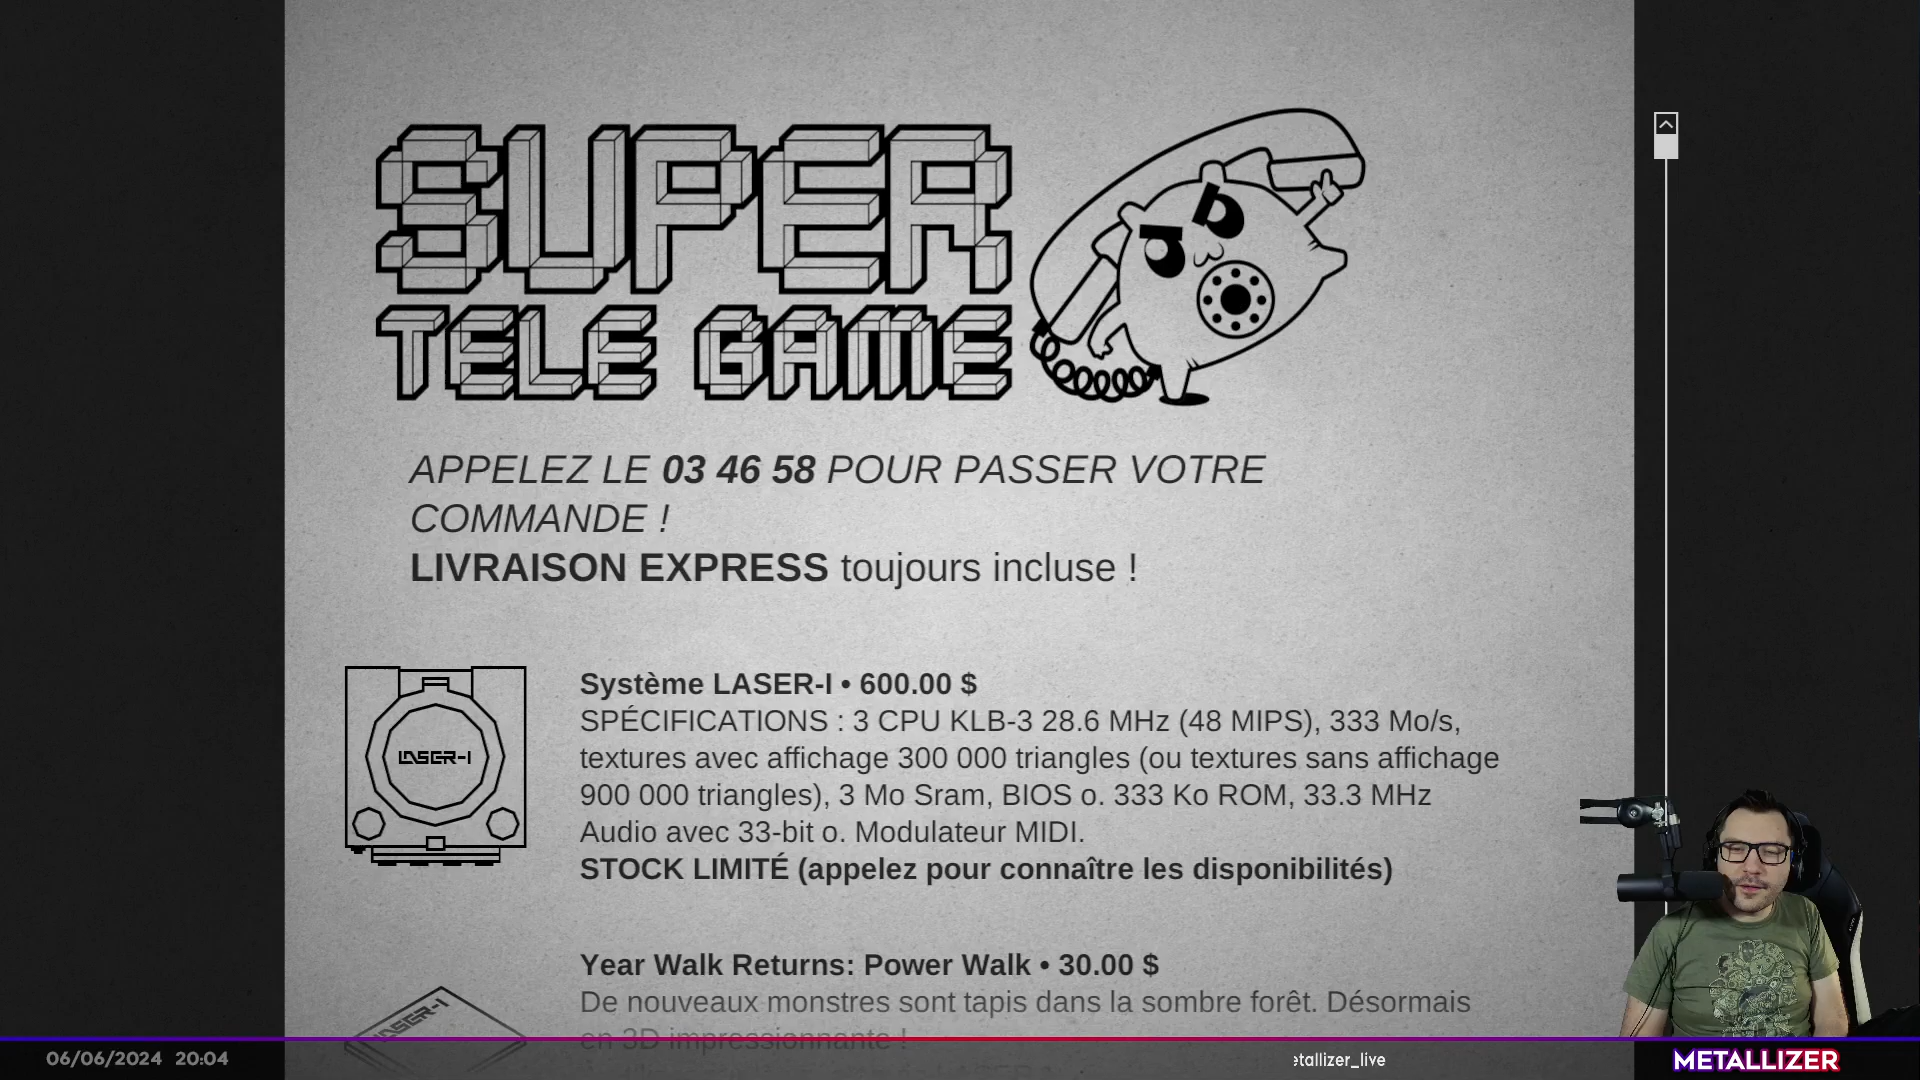 SUPER
TELE GAME
APPELEZ LE 03 46 58 POUR PASSER VOTRE
COMMANDE !
LIVRAISON EXPRESS toujours incluse !
LASER-I
Système LASER-I • 600.00 $
SPÉCIFICATIONS : 3 CPU KLB-3 28.6 MHz (48 MIPS), 333 Mo/s,
textures avec affichage 300 000 triangles (ou textures sans affichage
900 000 triangles), 3 Mo Sram, BIOS o. 333 Ko ROM, 33.3 MHz
Audio avec 33-bit o. Modulateur MIDI.
STOCK LIMITÉ (appelez pour connaître les disponibilités)
LASER-I
Year Walk Returns: Power Walk • 30.00 $
De nouveaux monstres sont tapis dans la sombre forêt. Désormais
en 3D impressionnante !
06/06/2024 20:04
etallizer_live
METALLIZER